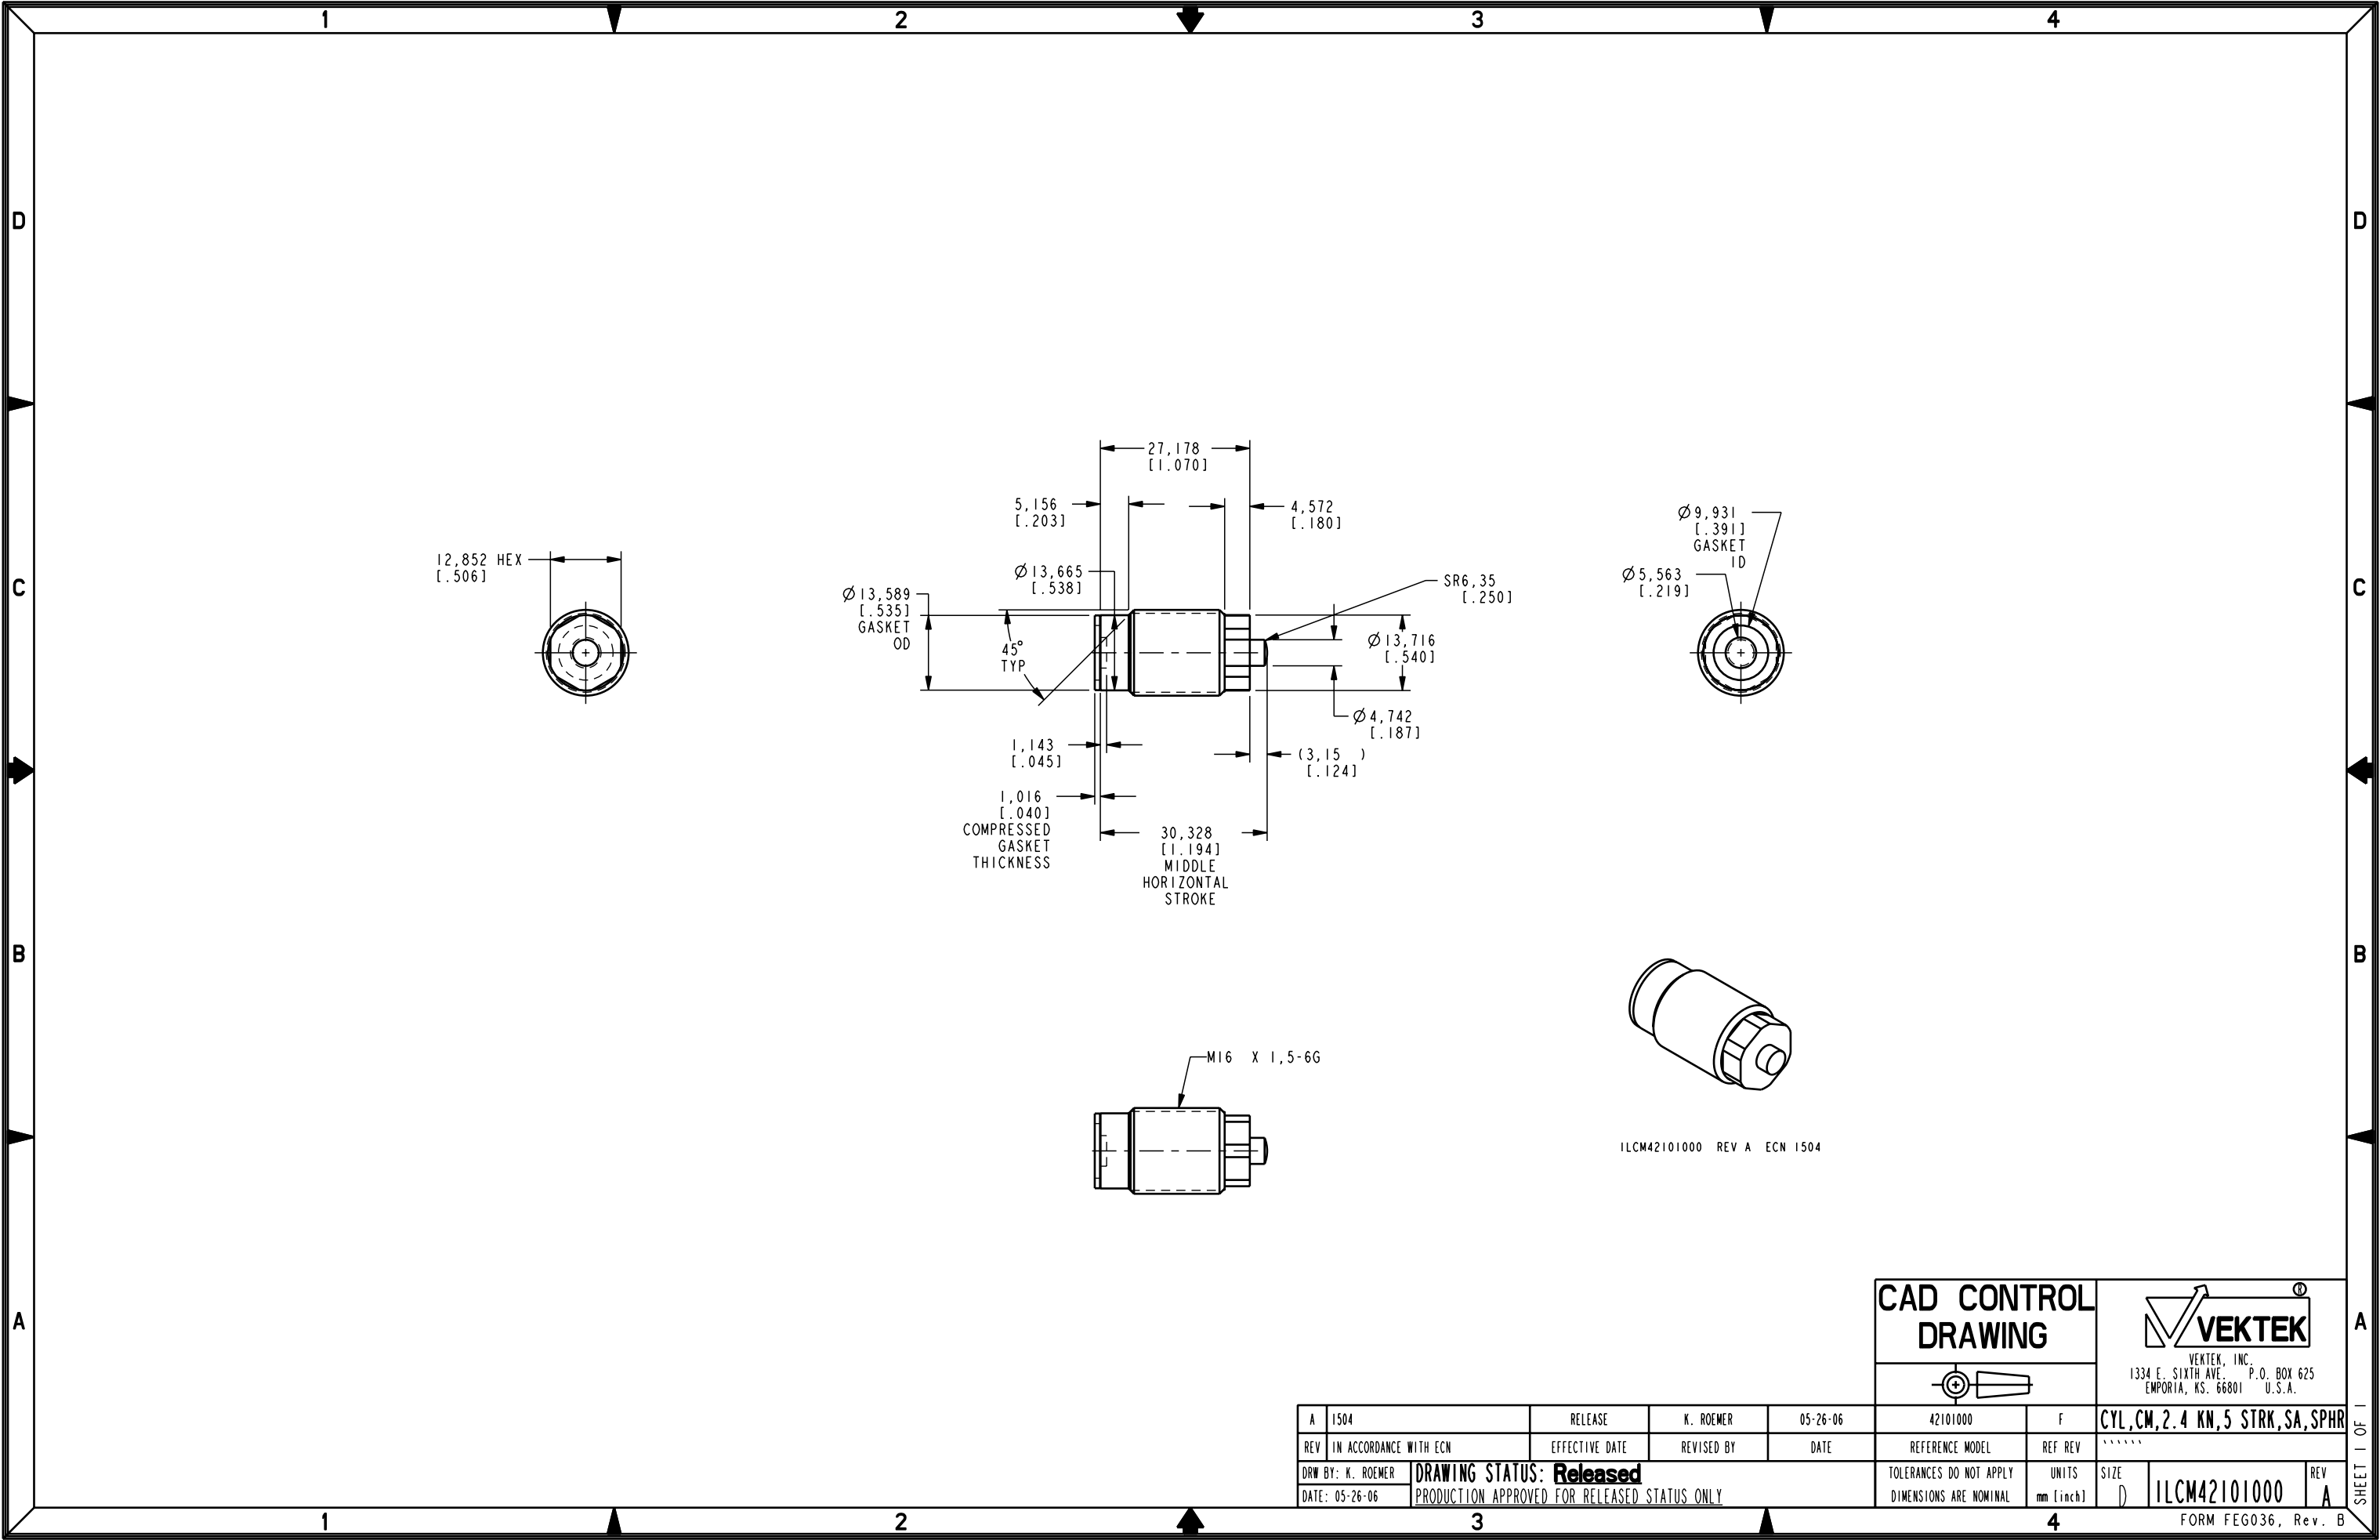 1 2 3 4
D D
27,178
[1.070]
5,156
[.203]
4,572
[.180]
Ø9,931
[.391]
GASKET
ID
12,852 HEX
[.506]
Ø13,665
[.538]
Ø5,563
[.219]
SR6,35
[.250]
Ø13,589
[.535]
GASKET
OD
C C
45°
TYP
Ø13,716
[.540]
Ø4,742
[.187]
1,143
[.045]
(3,15 )
[.124]
1,016
[.040]
COMPRESSED
GASKET
THICKNESS
30,328
[1.194]
MIDDLE
HORIZONTAL
STROKE
B B
M16 X 1,5-6G
ILCM42101000 REV A ECN 1504
A A
CAD CONTROL
DRAWING
®
VEKTEK
VEKTEK, INC.
1334 E. SIXTH AVE. P.O. BOX 625
EMPORIA, KS. 66801 U.S.A.
A 1504 RELEASE K. ROEMER 05-26-06 42101000 F CYL,CM,2.4 KN,5 STRK,SA,SPHR
REV IN ACCORDANCE WITH ECN EFFECTIVE DATE REVISED BY DATE REFERENCE MODEL REF REV ``````
DRW BY: K. ROEMER DRAWING STATUS: Released TOLERANCES DO NOT APPLY UNITS SIZE ILCM42101000 REV
DATE: 05-26-06 PRODUCTION APPROVED FOR RELEASED STATUS ONLY DIMENSIONS ARE NOMINAL mm [inch] D A
SHEET 1 OF 1
1 2 3 4
FORM FEG036, Rev. B